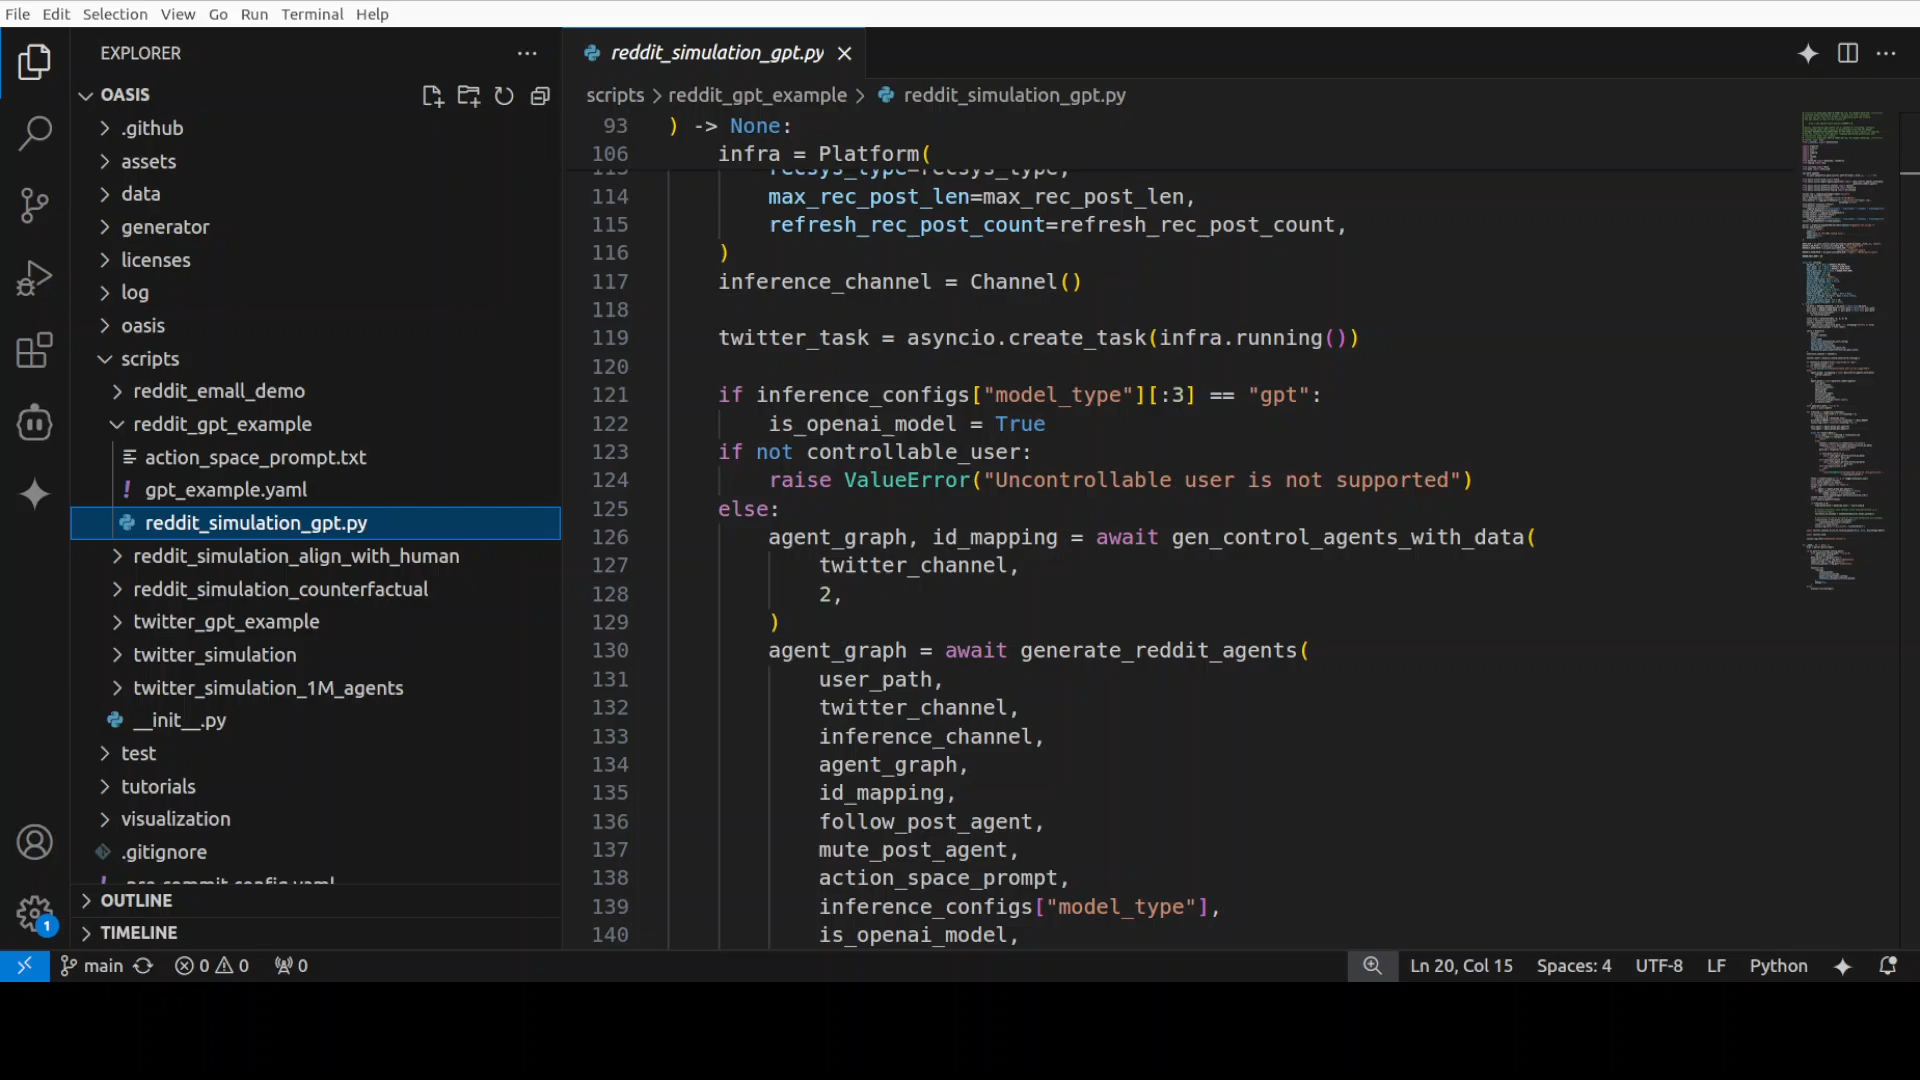 File Edit Selection View Go Run Terminal Help
EXPLORER
reddit_simulation_gpt.py
OASIS
scripts > reddit_gpt_example > reddit_simulation_gpt.py
.github
assets
data
generator
licenses
log
oasis
scripts
reddit_emall_demo
reddit_gpt_example
action_space_prompt.txt
! gpt_example.yaml
reddit_simulation_gpt.py
reddit_simulation_align_with_human
reddit_simulation_counterfactual
twitter_gpt_example
twitter_simulation
twitter_simulation_1M_agents
__init__.py
test
tutorials
visualization
.gitignore
! .pre-commit-config.yaml
OUTLINE
TIMELINE
1
93 ) -> None:
106 infra = Platform(
113 recsys_type=recsys_type,
114 max_rec_post_len=max_rec_post_len,
115 refresh_rec_post_count=refresh_rec_post_count,
116 )
117 inference_channel = Channel()
118
119 twitter_task = asyncio.create_task(infra.running())
120
121 if inference_configs["model_type"][:3] == "gpt":
122 is_openai_model = True
123 if not controllable_user:
124 raise ValueError("Uncontrollable user is not supported")
125 else:
126 agent_graph, id_mapping = await gen_control_agents_with_data(
127 twitter_channel,
128 2,
129 )
130 agent_graph = await generate_reddit_agents(
131 user_path,
132 twitter_channel,
133 inference_channel,
134 agent_graph,
135 id_mapping,
136 follow_post_agent,
137 mute_post_agent,
138 action_space_prompt,
139 inference_configs["model_type"],
140 is_openai_model,
main 0 0 0 Ln 20, Col 15 Spaces: 4 UTF-8 LF Python